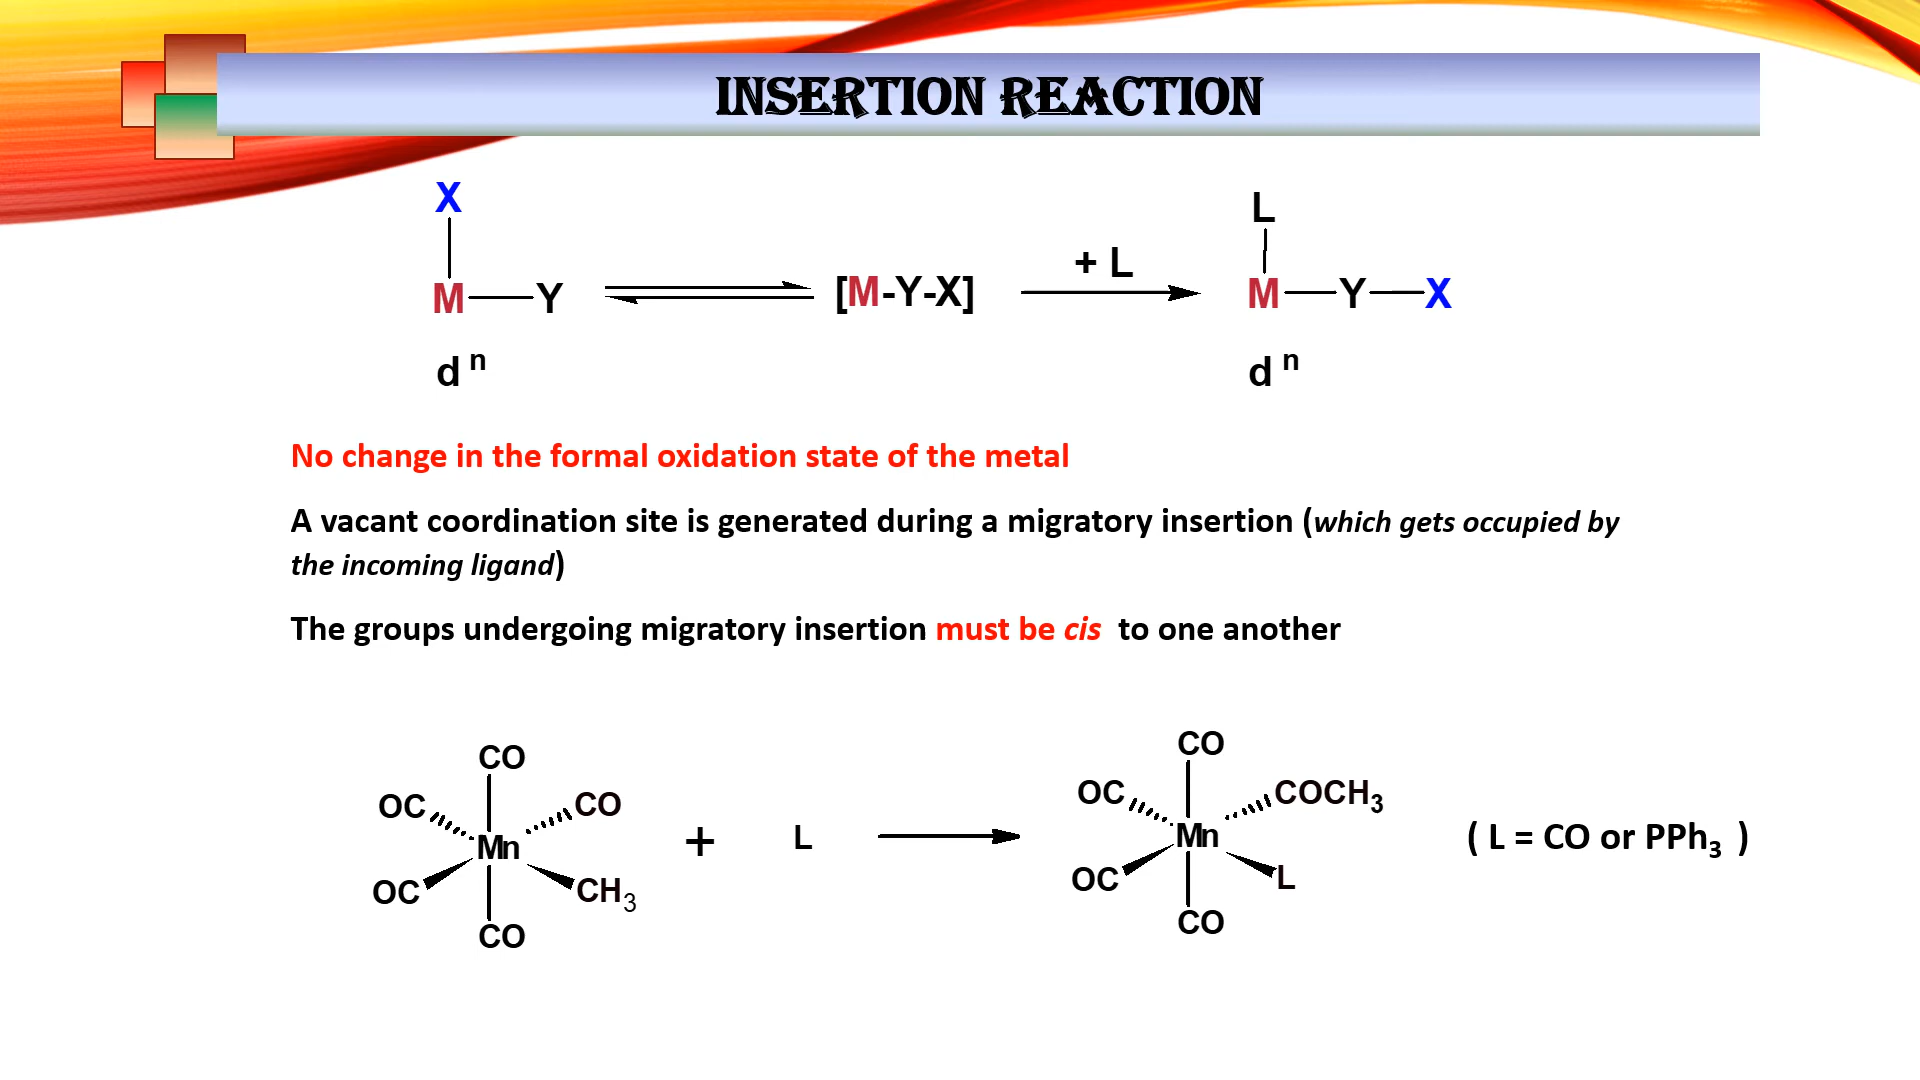 INSERTION REACTION
X
M Y
[M-Y-X]
+ L
L
M Y X
d n
d n
No change in the formal oxidation state of the metal
A vacant coordination site is generated during a migratory insertion (which gets occupied by
the incoming ligand)
The groups undergoing migratory insertion must be cis to one another
CO
OC CO
Mn
OC CH3
CO
+ L
CO
OC COCH3
Mn
OC L
CO
( L = CO or PPh3 )